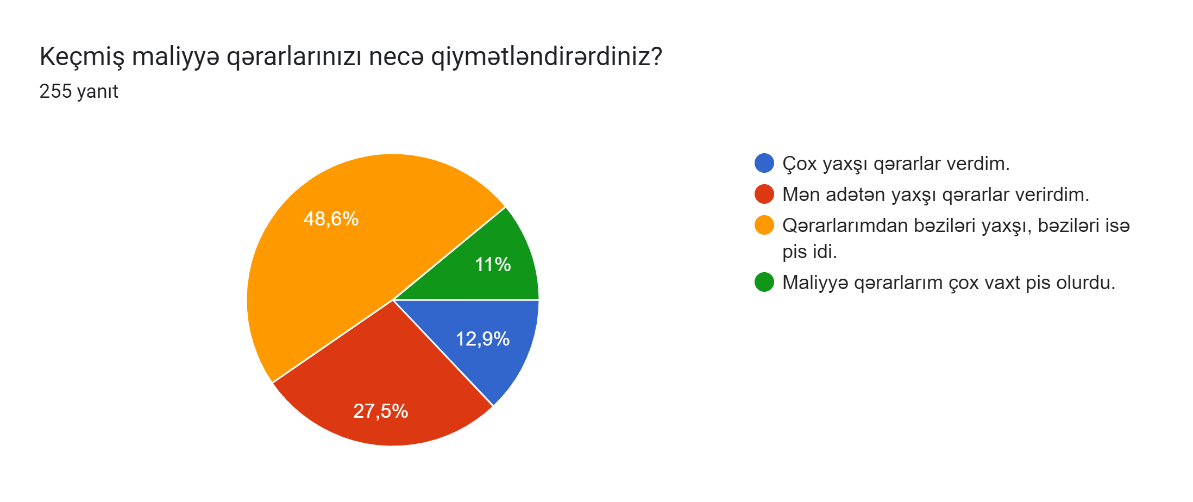 Keçmiş maliyyə qərarlarınızı necə qiymətləndirərdiniz?
255 yanıt
48,6%
11%
12,9%
27,5%
Çox yaxşı qərarlar verdim.
Mən adətən yaxşı qərarlar verirdim.
Qərarlarımdan bəziləri yaxşı, bəziləri isə
pis idi.
Maliyyə qərarlarım çox vaxt pis olurdu.